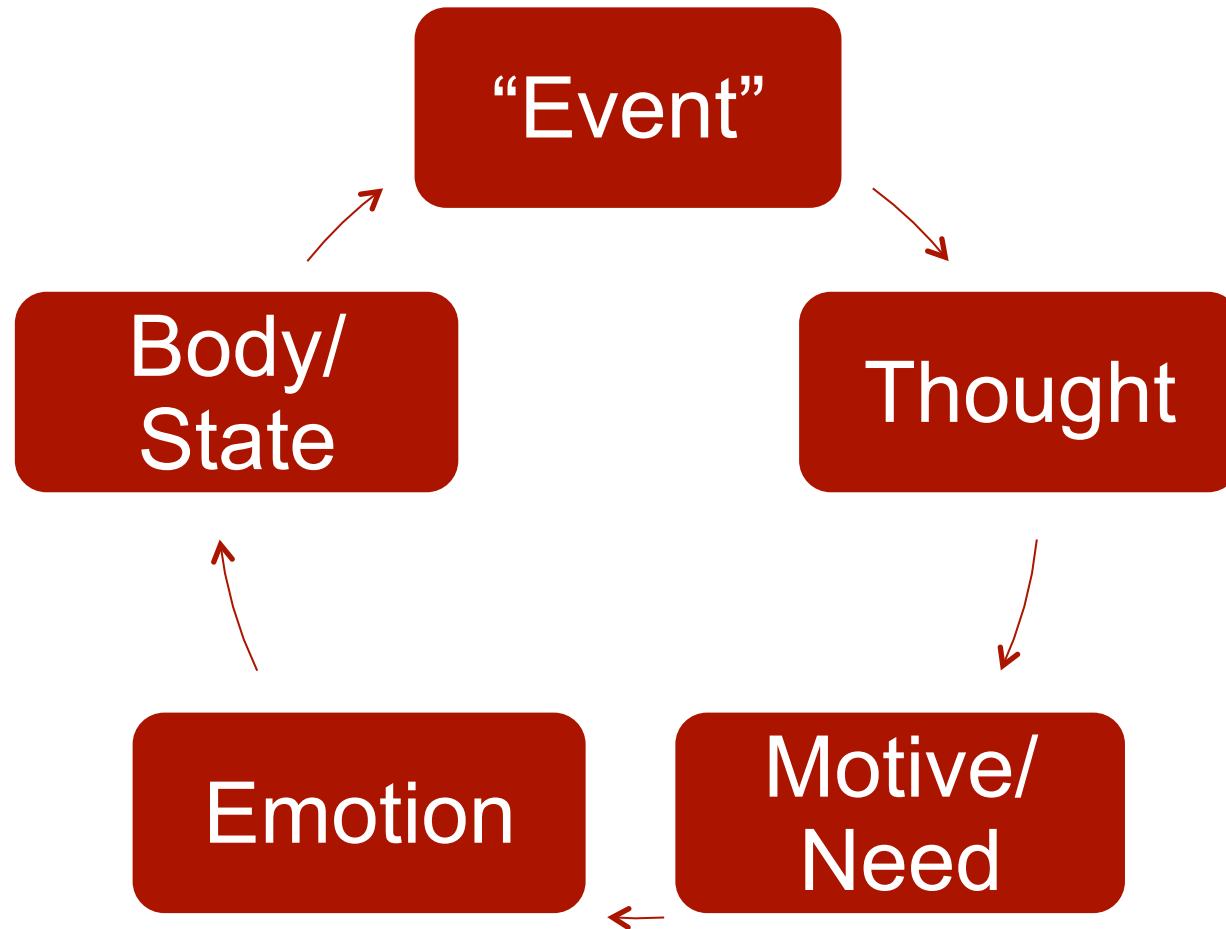 “Event”
Thought
Motive/
Need
Emotion
Body/
State